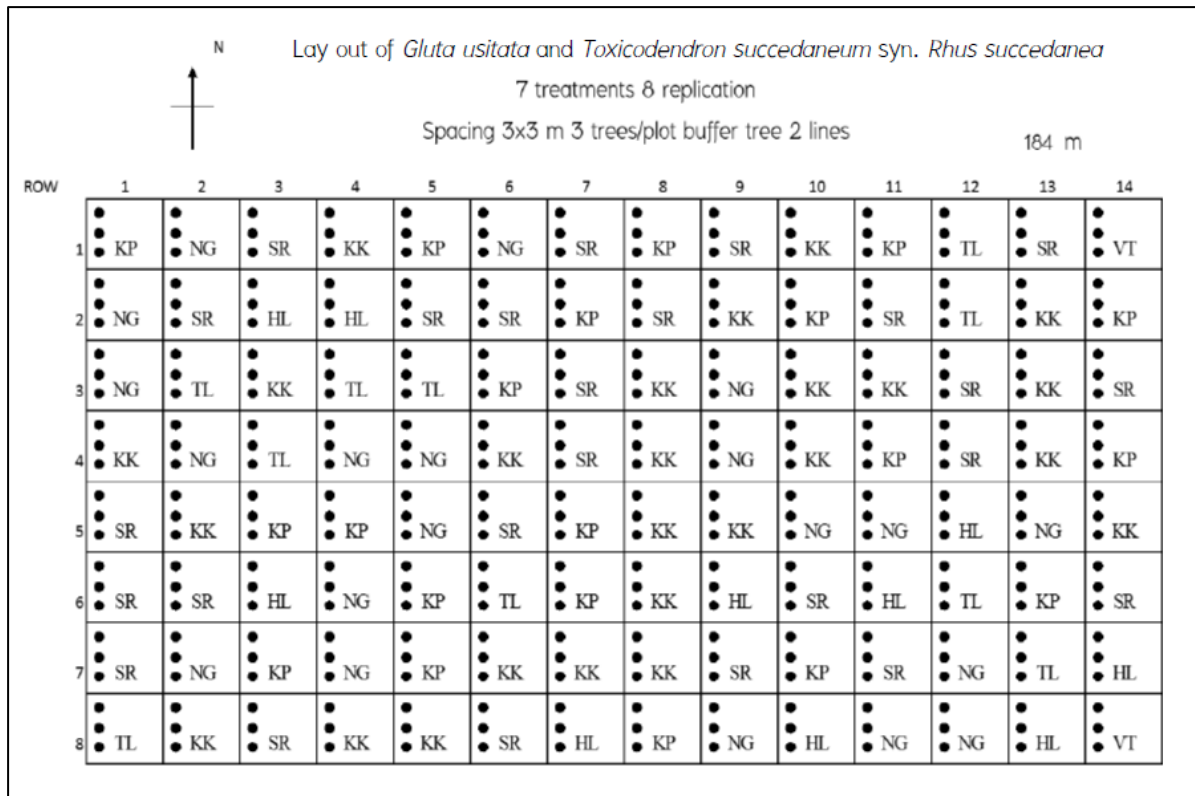 N
Lay out of Gluta usitata and Toxicodendron succedaneum syn. Rhus succedanea
7 treatments 8 replication
Spacing 3x3 m 3 trees/plot buffer tree 2 lines
184 m
ROW 1 2 3 4 5 6 7 8 9 10 11 12 13 14
1 KP NG SR KK KP NG SR KP SR KK KP TL SR VT
2 NG SR HL HL SR SR KP SR KK KP SR TL KK KP
3 NG TL KK TL TL KP SR KK NG KK KK SR KK SR
4 KK NG TL NG NG KK SR KK NG KK KP SR KK KP
5 SR KK KP KP NG SR KP KK KK NG NG HL NG KK
6 SR SR HL NG KP TL KP KK HL SR HL TL KP SR
7 SR NG KP NG KP KK KK KK SR KP SR NG TL HL
8 TL KK SR KK KK SR HL KP NG HL NG NG HL VT